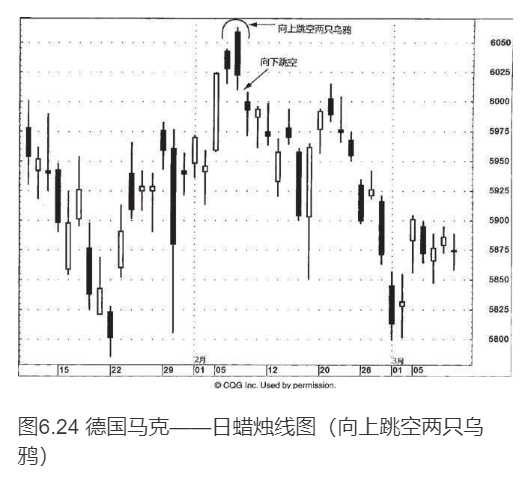 向上跳空两只乌鸦
向下跳空
6050
6025
6000
5975
5950
5925
5900
5875
5850
5825
5800
2月
3月
15 22 29 01 05 12 20 26 01 05
© CQG Inc. Used by permission.
图6.24 德国马克——日蜡烛线图（向上跳空两只乌
鸦）